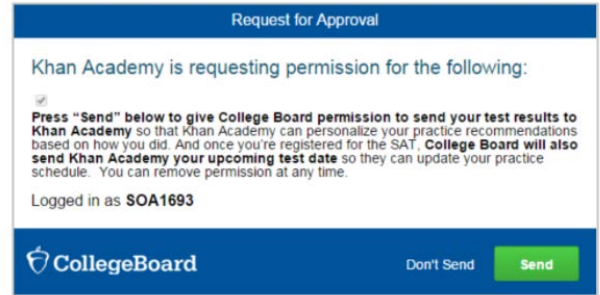 Request for Approval
Khan Academy is requesting permission for the following:
Press “Send” below to give College Board permission to send your test results to
Khan Academy so that Khan Academy can personalize your practice recommendations
based on how you did. And once you're registered for the SAT, College Board will also
send Khan Academy your upcoming test date so they can update your practice
schedule. You can remove permission at any time.
Logged in as SOA1693
CollegeBoard
Don't Send
Send